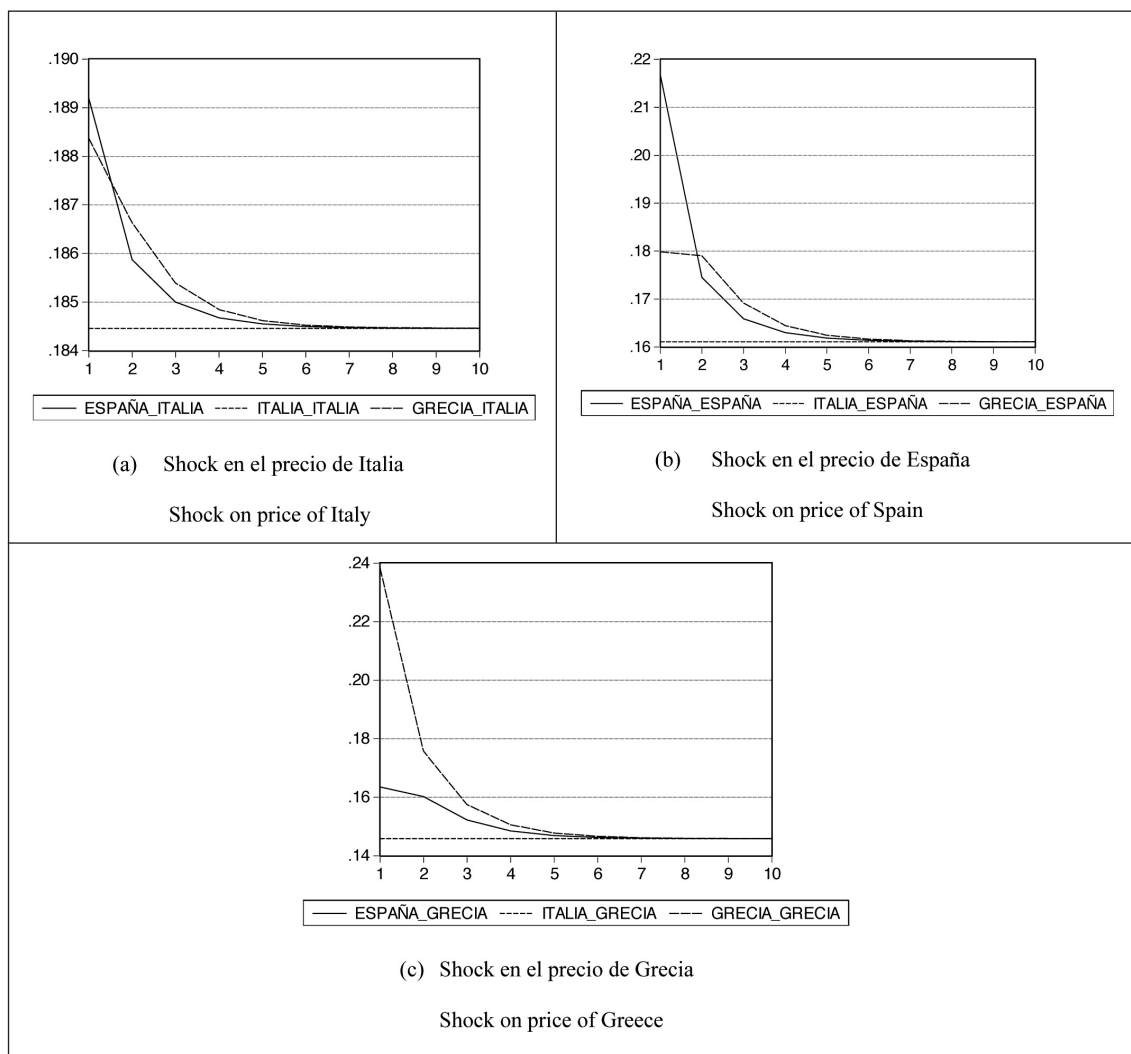 .190
.189
.188
.187
.186
.185
.184
1 2 3 4 5 6 7 8 9 10
ESPAÑA_ITALIA ITALIA_ITALIA GRECIA_ITALIA
(a) Shock en el precio de Italia
Shock on price of Italy
.22
.21
.20
.19
.18
.17
.16
1 2 3 4 5 6 7 8 9 10
ESPAÑA_ESPAÑA ITALIA_ESPAÑA GRECIA_ESPAÑA
(b) Shock en el precio de España
Shock on price of Spain
.24
.22
.20
.18
.16
.14
1 2 3 4 5 6 7 8 9 10
ESPAÑA_GRECIA ITALIA_GRECIA GRECIA_GRECIA
(c) Shock en el precio de Grecia
Shock on price of Greece